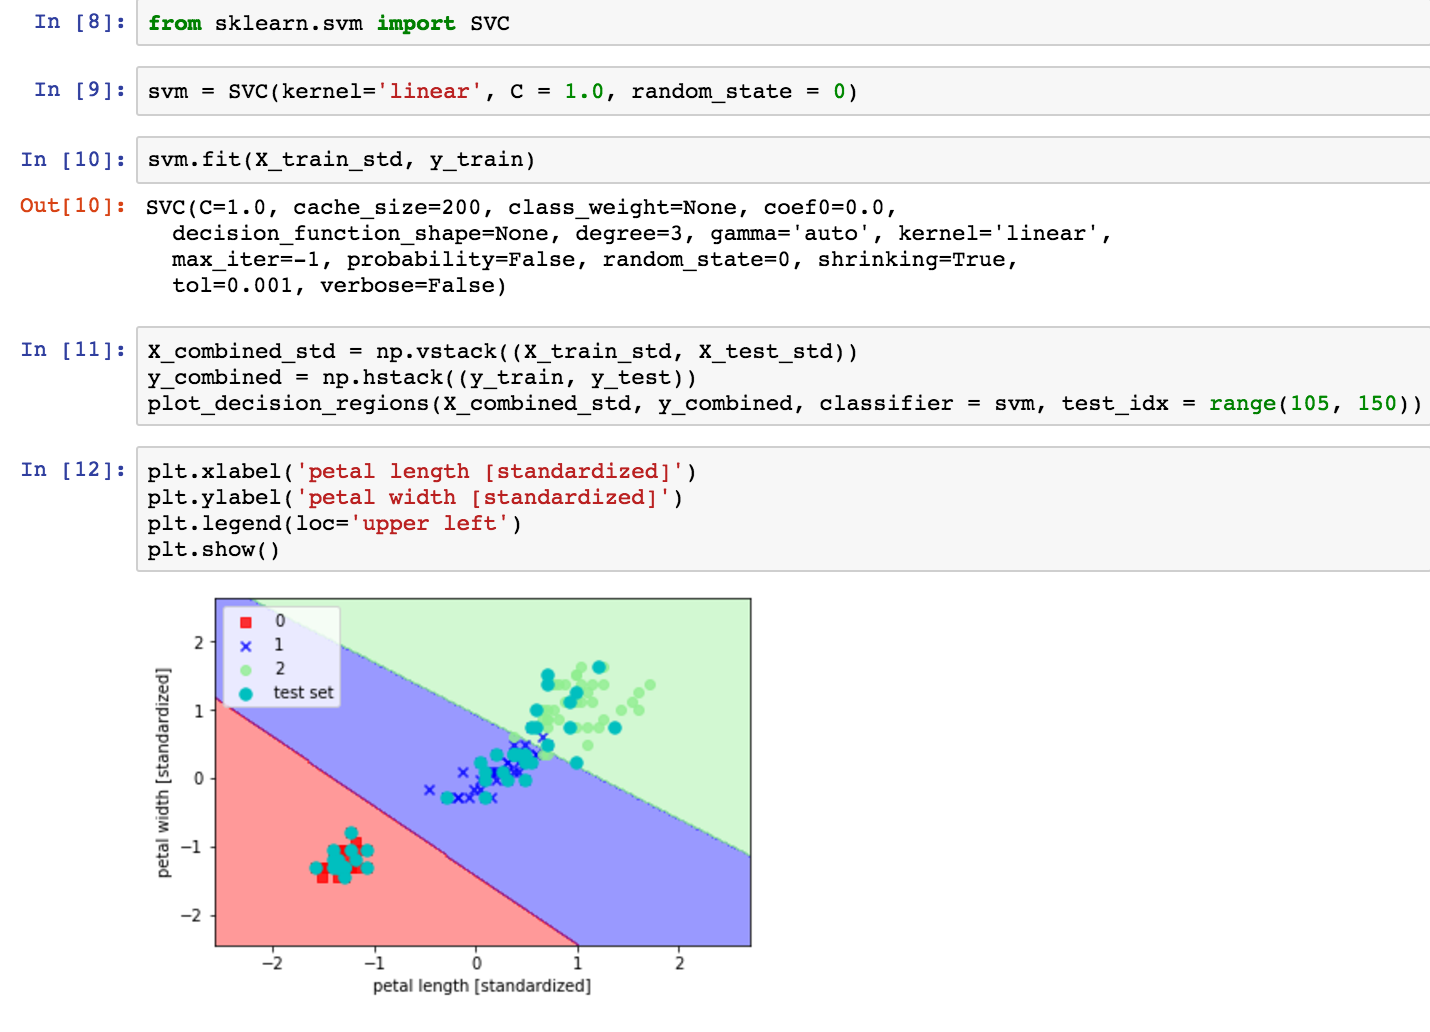 In [8]: from sklearn.svm import SVC
In [9]: svm = SVC(kernel='linear', C = 1.0, random_state = 0)
In [10]: svm.fit(X_train_std, y_train)
Out[10]: SVC(C=1.0, cache_size=200, class_weight=None, coef0=0.0,
decision_function_shape=None, degree=3, gamma='auto', kernel='linear',
max_iter=-1, probability=False, random_state=0, shrinking=True,
tol=0.001, verbose=False)
In [11]: X_combined_std = np.vstack((X_train_std, X_test_std))
y_combined = np.hstack((y_train, y_test))
plot_decision_regions(X_combined_std, y_combined, classifier = svm, test_idx = range(105, 150))
In [12]: plt.xlabel('petal length [standardized]')
plt.ylabel('petal width [standardized]')
plt.legend(loc='upper left')
plt.show()
0
1
2
test set
petal width [standardized]
2
1
0
−1
−2
−2 −1 0 1 2
petal length [standardized]